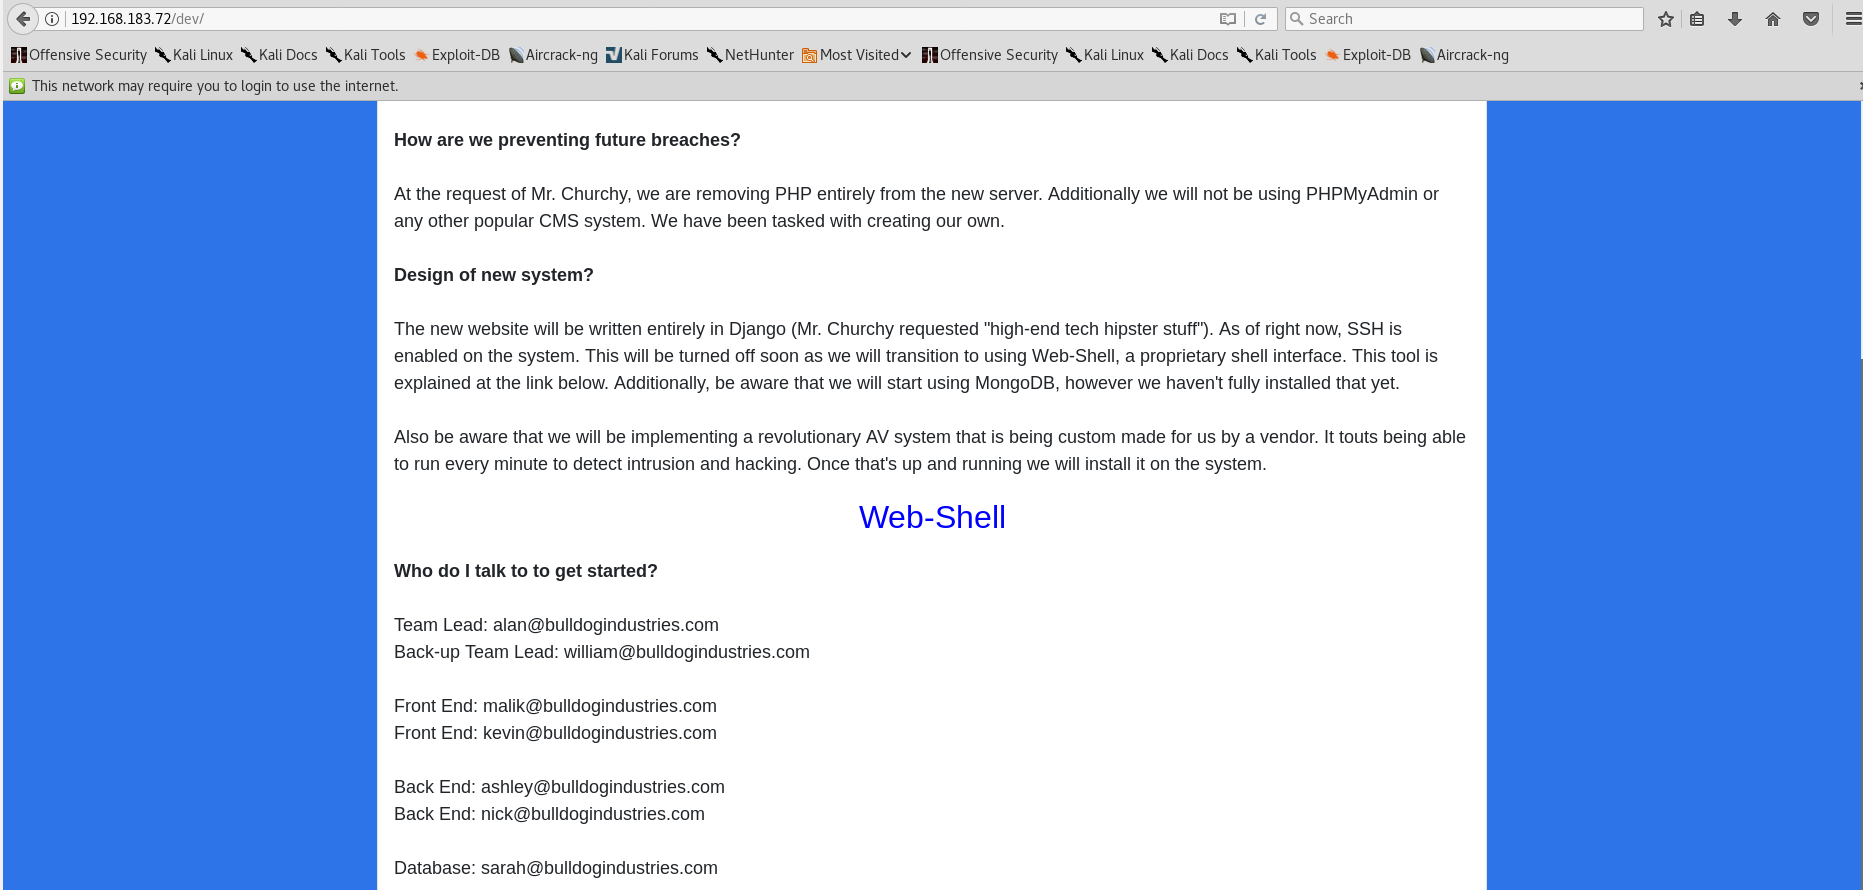 192.168.183.72/dev/
Search
Offensive Security Kali Linux Kali Docs Kali Tools Exploit-DB Aircrack-ng Kali Forums NetHunter Most Visited Offensive Security Kali Linux Kali Docs Kali Tools Exploit-DB Aircrack-ng
This network may require you to login to use the internet.
How are we preventing future breaches?
At the request of Mr. Churchy, we are removing PHP entirely from the new server. Additionally we will not be using PHPMyAdmin or
any other popular CMS system. We have been tasked with creating our own.
Design of new system?
The new website will be written entirely in Django (Mr. Churchy requested "high-end tech hipster stuff"). As of right now, SSH is
enabled on the system. This will be turned off soon as we will transition to using Web-Shell, a proprietary shell interface. This tool is
explained at the link below. Additionally, be aware that we will start using MongoDB, however we haven't fully installed that yet.
Also be aware that we will be implementing a revolutionary AV system that is being custom made for us by a vendor. It touts being able
to run every minute to detect intrusion and hacking. Once that's up and running we will install it on the system.
Web-Shell
Who do I talk to to get started?
Team Lead: alan@bulldogindustries.com
Back-up Team Lead: william@bulldogindustries.com
Front End: malik@bulldogindustries.com
Front End: kevin@bulldogindustries.com
Back End: ashley@bulldogindustries.com
Back End: nick@bulldogindustries.com
Database: sarah@bulldogindustries.com